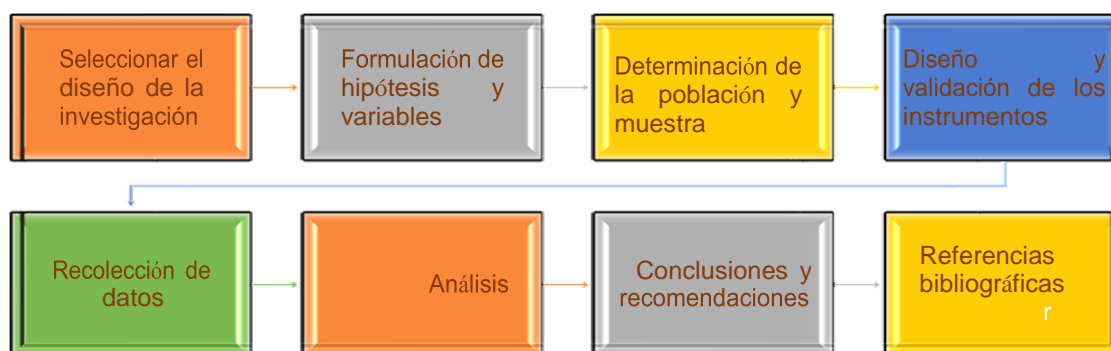 Seleccionar el
diseño de la
investigación
Formulación de
hipótesis y
variables
Determinación de
la población y
muestra
Diseño y
validación de los
instrumentos
Recolección de
datos
Análisis
Conclusiones y
recomendaciones
Referencias
bibliográficas
r